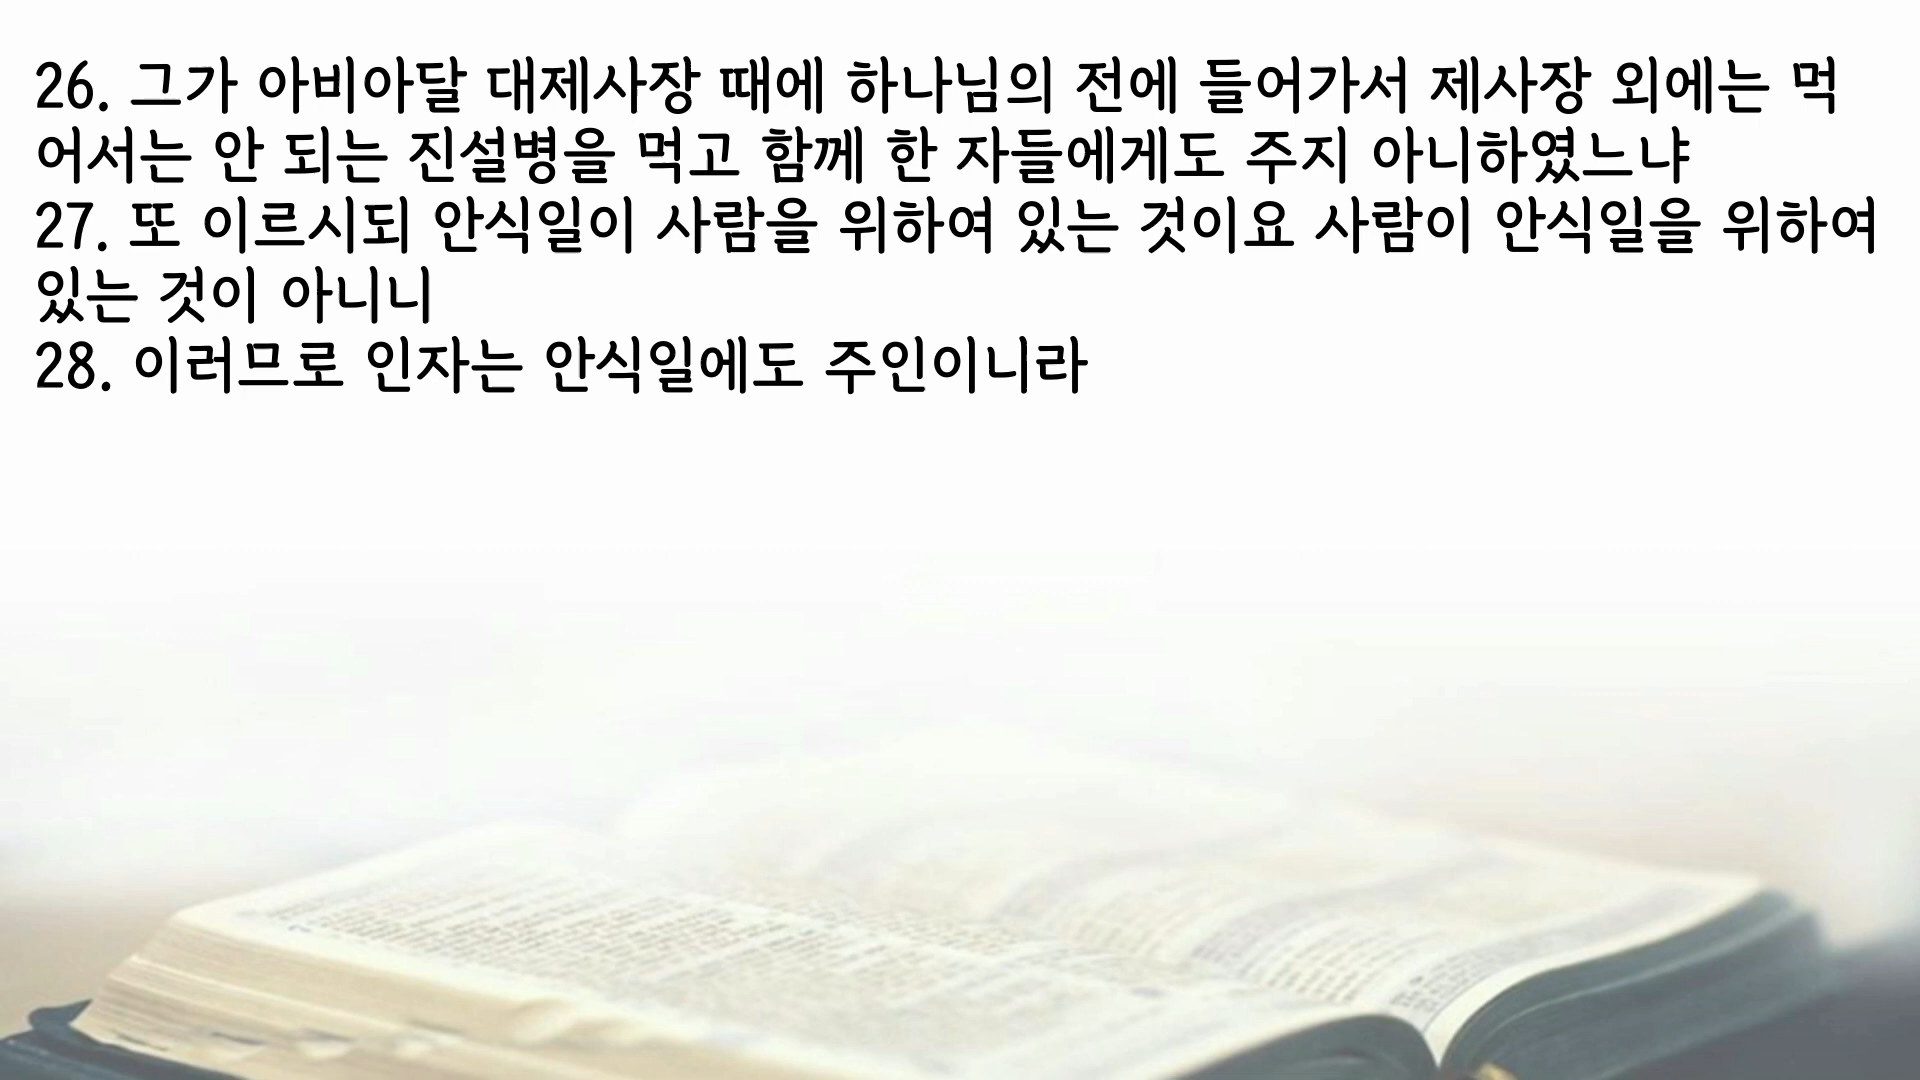 26. 그가 아비아달 대제사장 때에 하나님의 전에 들어가서 제사장 외에는 먹
어서는 안 되는 진설병을 먹고 함께 한 자들에게도 주지 아니하였느냐
27. 또 이르시되 안식일이 사람을 위하여 있는 것이요 사람이 안식일을 위하여
있는 것이 아니니
28. 이러므로 인자는 안식일에도 주인이니라